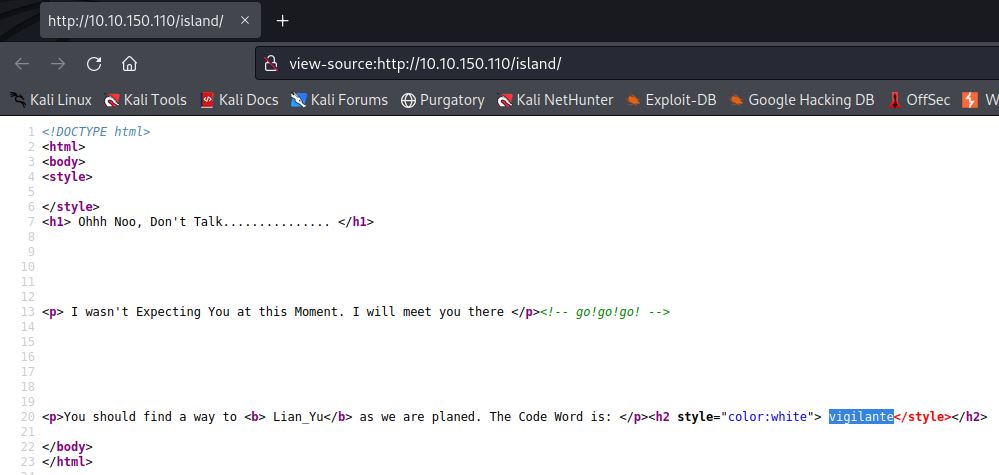 http://10.10.150.110/island/ × +
view-source:http://10.10.150.110/island/
Kali Linux Kali Tools Kali Docs Kali Forums Purgatory Kali NetHunter Exploit-DB Google Hacking DB OffSec W
1 <!DOCTYPE html>
2 <html>
3 <body>
4 <style>
5
6 </style>
7 <h1> Ohhh Noo, Don't Talk............... </h1>
8
9
10
11
12
13 <p> I wasn't Expecting You at this Moment. I will meet you there </p><!-- go!go!go! -->
14
15
16
17
18
19
20 <p>You should find a way to <b> Lian_Yu</b> as we are planed. The Code Word is: </p><h2 style="color:white"> vigilante</style></h2>
21
22 </body>
23 </html>